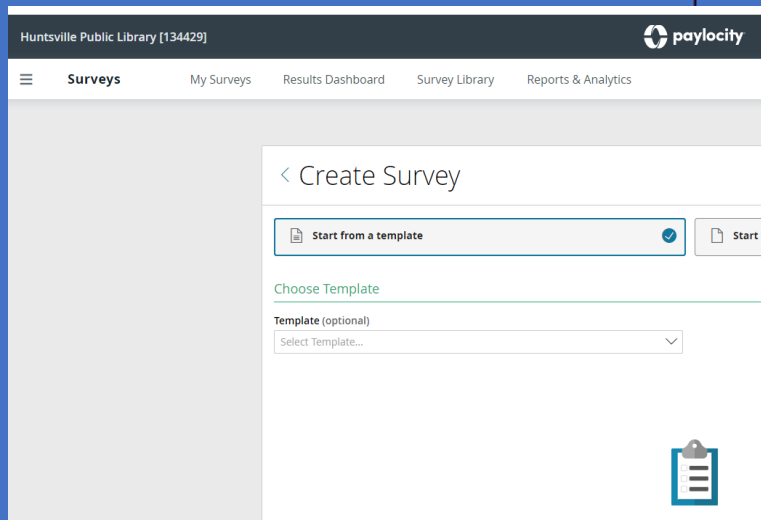 Huntsville Public Library [134429]
paylocity
Surveys My Surveys Results Dashboard Survey Library Reports & Analytics
< Create Survey
Start from a template
Start
Choose Template
Template (optional)
Select Template...